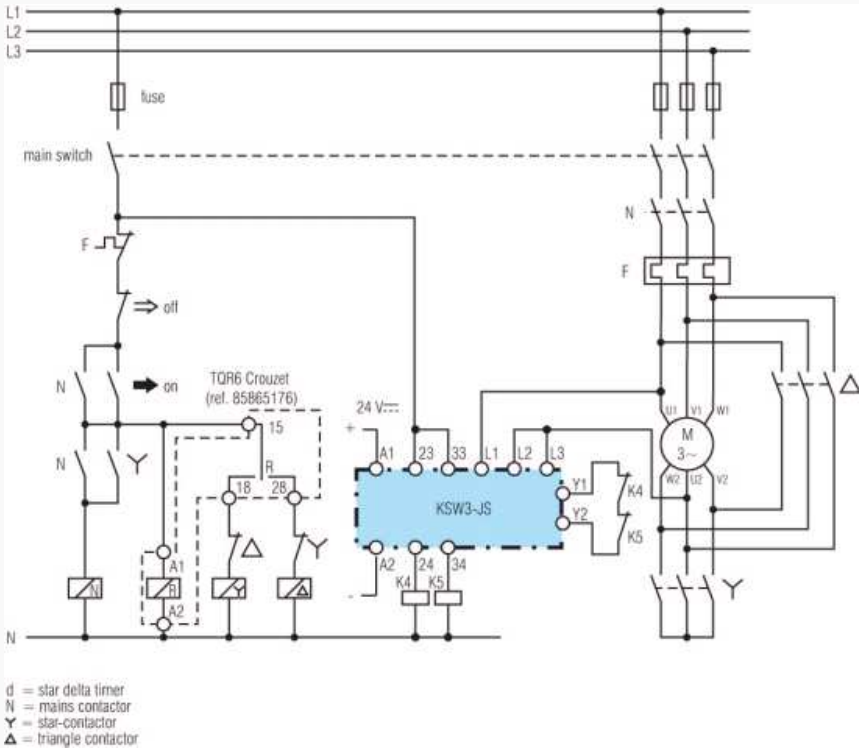 L1
L2
L3
fuse
main switch
N
F
F
off
N
on
TQR6 Crouzet
(ref. 85865176)
15
24 V
+
A1 23 33 L1 L2 L3
U1 V1 W1
M
3~
W2 U2 V2
N
R
18 28
KSW3-JS
Y1
K4
Y2
K5
A1
A2 24 34
K4 K5
N
R
A2
-
N
d = star delta timer
N = mains contactor
Y = star-contactor
Δ = triangle contactor